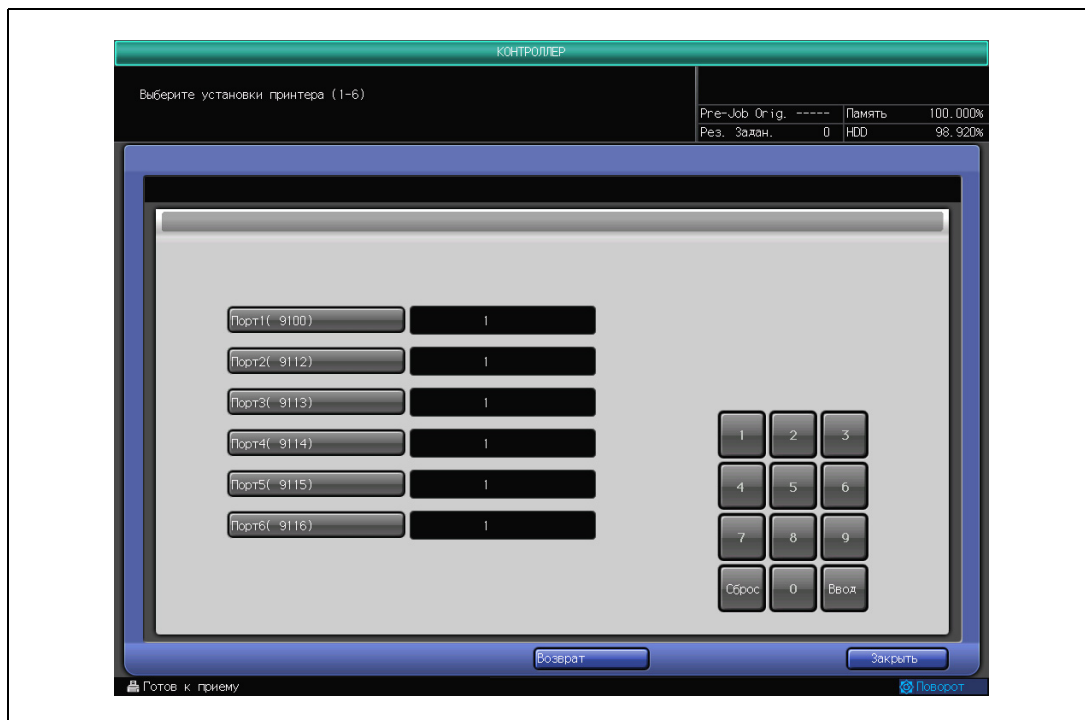 КОНТРОЛЛЕР
Выберите установки принтера (1-6)
Pre-Job Orig. ----- Память 100.000%
Рез. Задан. 0 HDD 98.920%
Порт1( 9100) 1
Порт2( 9112) 1
Порт3( 9113) 1
Порт4( 9114) 1
Порт5( 9115) 1
Порт6( 9116) 1
1 2 3
4 5 6
7 8 9
Сброс 0 Ввод
Возврат Закрыть
Готов к приему Поворот